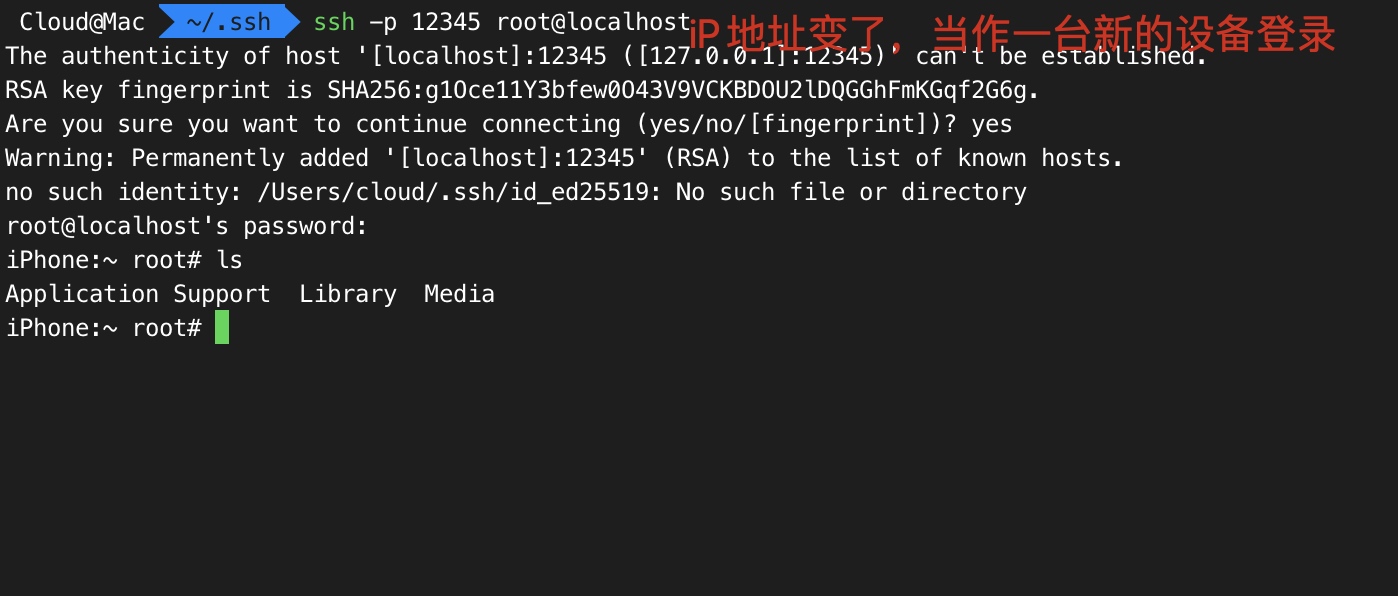 Cloud@Mac ~/.ssh ssh -p 12345 root@localhost
iP地址变了，当作一台新的设备登录
The authenticity of host '[localhost]:12345 ([127.0.0.1]:12345)' can't be established.
RSA key fingerprint is SHA256:g1Oce11Y3bfew0O43V9VCKBDOU2lDQGGhFmKGqf2G6g.
Are you sure you want to continue connecting (yes/no/[fingerprint])? yes
Warning: Permanently added '[localhost]:12345' (RSA) to the list of known hosts.
no such identity: /Users/cloud/.ssh/id_ed25519: No such file or directory
root@localhost's password:
iPhone:~ root# ls
Application Support  Library  Media
iPhone:~ root#